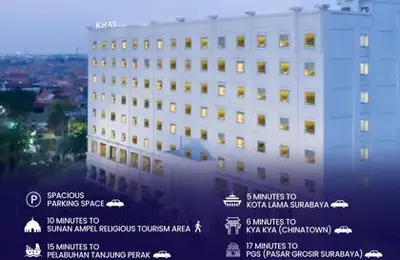 KHAS
P
SPACIOUS
PARKING SPACE
10 MINUTES TO
SUNAN AMPEL RELIGIOUS TOURISM AREA
15 MINUTES TO
PELABUHAN TANJUNG PERAK
5 MINUTES TO
KOTA LAMA SURABAYA
6 MINUTES TO
KYA KYA (CHINATOWN)
17 MINUTES TO
PGS (PASAR GROSIR SURABAYA)